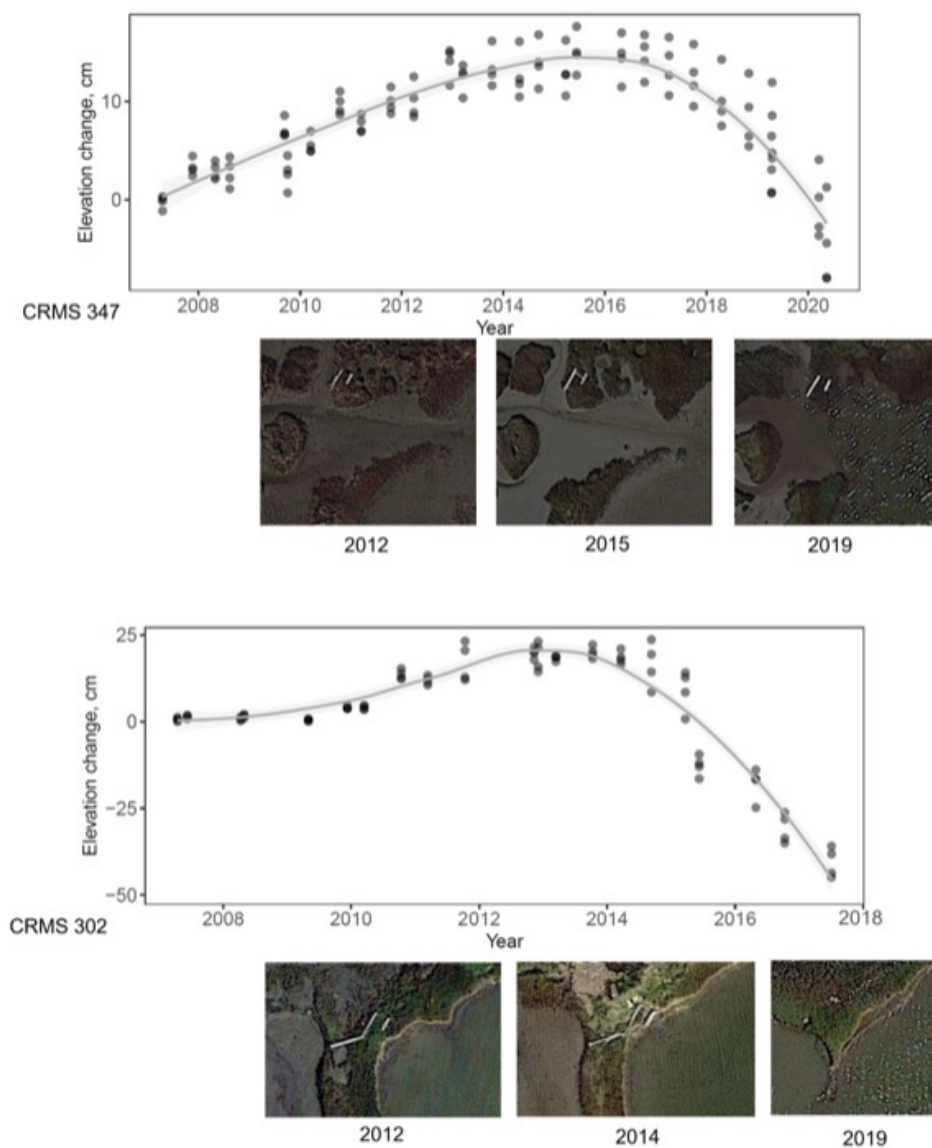 Elevation change, cm
10
0
2008 2010 2012 2014 2016 2018 2020
CRMS 347
Year
2012 2015 2019
Elevation change, cm
25
0
−25
−50
2008 2010 2012 2014 2016 2018
CRMS 302
Year
2012 2014 2019